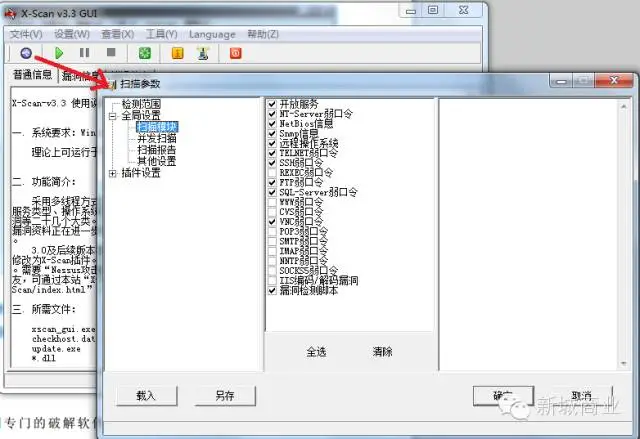 X-Scan v3.3 GUI
文件(V) 设置(W) 查看(X) 工具(Y) Language 帮助(Z)
普通信息 漏洞信息
X-Scan-v3.3 使用说
一. 系统要求：Win
理论上可运行于
二. 功能简介：
采用多线程方式
服务类型、操作系统
洞等二十几个大类。
漏洞资料正在进一步
。
3.0及后续版本
修改为X-Scan插件。
。需要“Nessus攻击
友，可通过本站“X
Scan/index.html”
三. 所需文件：
xscan_gui.exe
checkhost.dat
update.exe
*.dll
扫描参数
检测范围
全局设置
扫描模块
并发扫描
扫描报告
其他设置
插件设置
开放服务
NT-Server弱口令
NetBios信息
Snmp信息
远程操作系统
TELNET弱口令
SSH弱口令
REXEC弱口令
FTP弱口令
SQL-Server弱口令
WWW弱口令
CVS弱口令
VNC弱口令
POP3弱口令
SMTP弱口令
IMAP弱口令
NNTP弱口令
SOCKS5弱口令
IIS编码/解码漏洞
漏洞检测脚本
全选 清除
载入 另存 确定 取消
新城商业
专门的破解软件